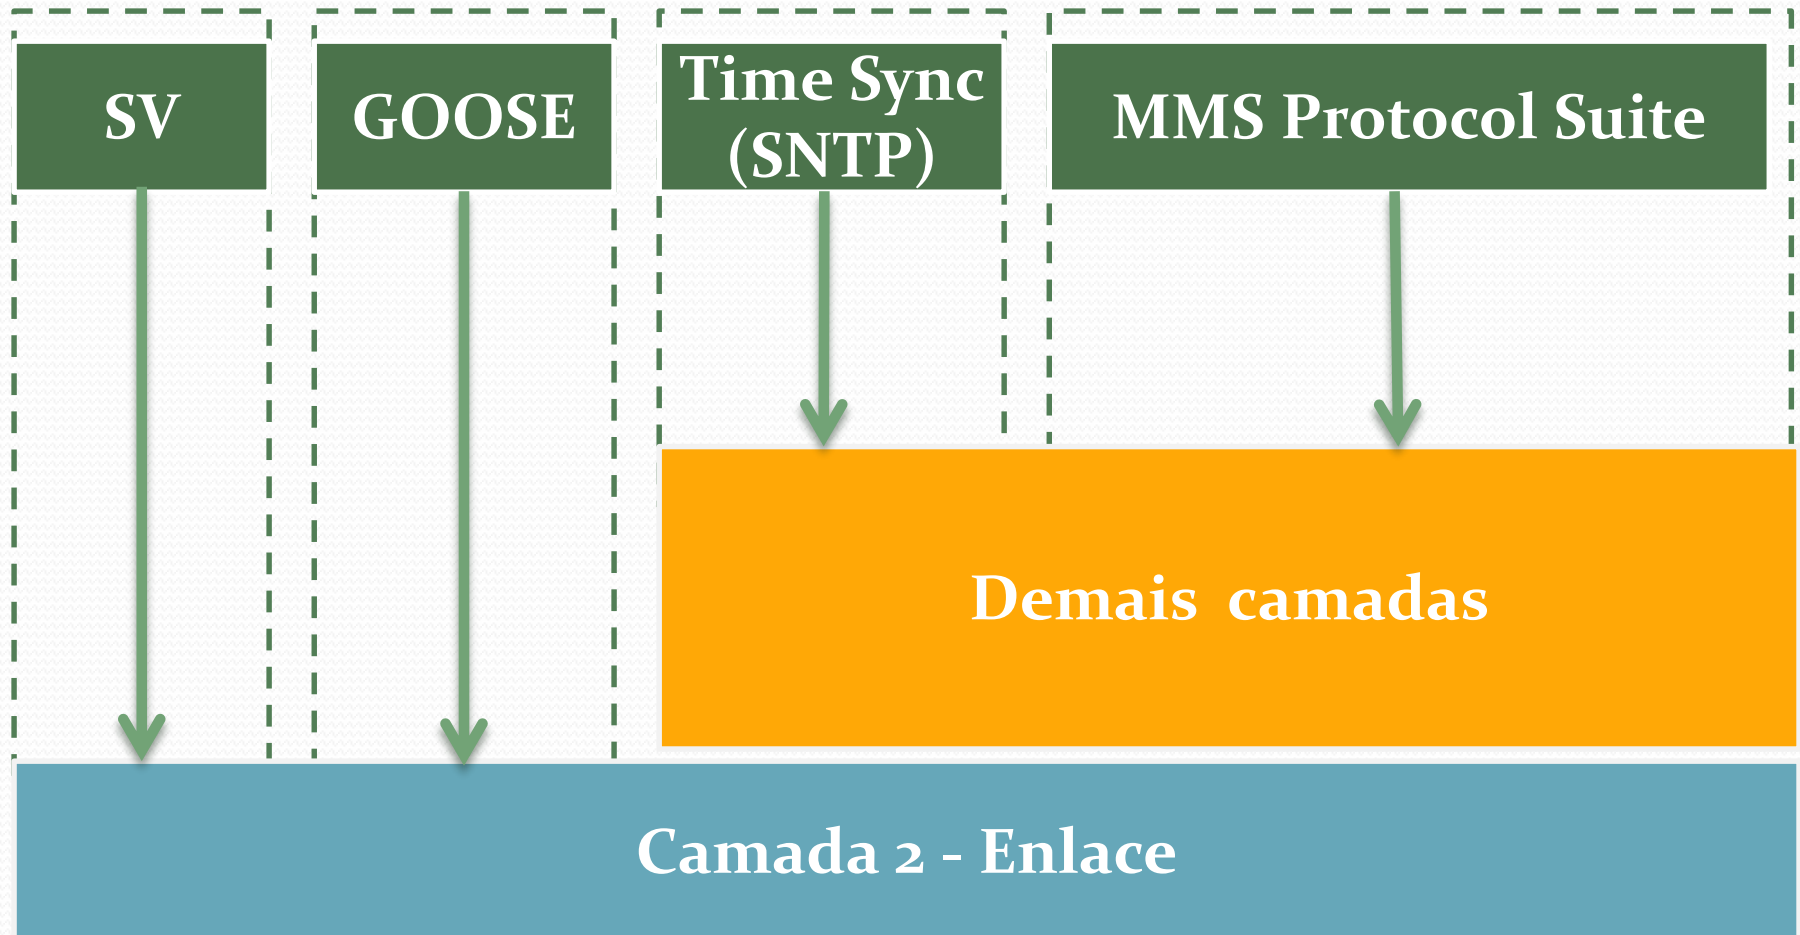 SV
GOOSE
Time Sync
(SNTP)
MMS Protocol Suite
Demais camadas
Camada 2 - Enlace